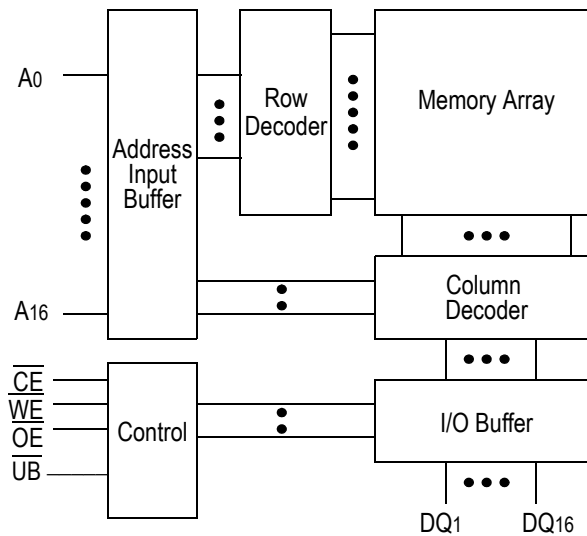 A0
A16
Address
Input
Buffer
Row
Decoder
Memory Array
Column
Decoder
CE
WE
OE
UB
Control
I/O Buffer
DQ1
DQ16